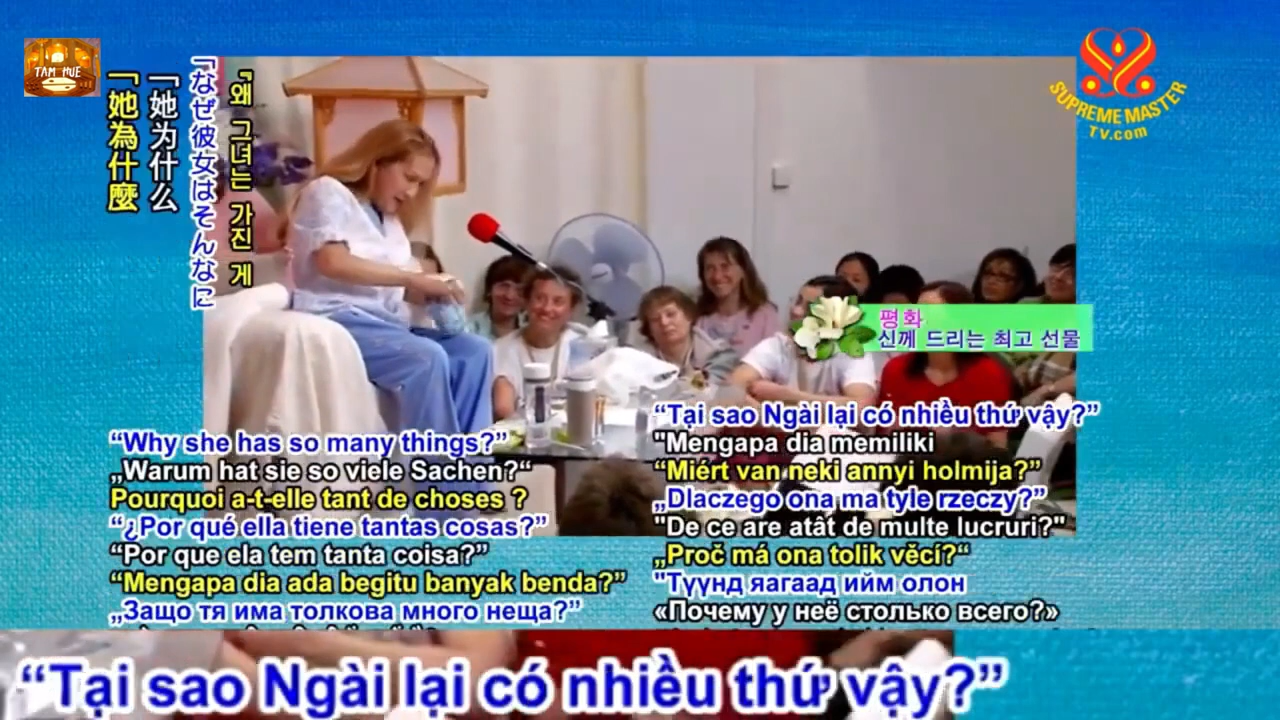 TAM HUE
SUPREME MASTER
TV.com
「她為什麼
「她为什么
「なぜ彼女はそんなに
『왜 그녀는 가진 게
평화
신께 드리는 최고 선물
“Why she has so many things?”
„Warum hat sie so viele Sachen?“
Pourquoi a-t-elle tant de choses ?
“¿Por qué ella tiene tantas cosas?”
“Por que ela tem tanta coisa?”
“Mengapa dia ada begitu banyak benda?”
„Защо тя има толкова много неща?”
“Tại sao Ngài lại có nhiều thứ vậy?”
"Mengapa dia memiliki
“Miért van neki annyi holmija?”
„Dlaczego ona ma tyle rzeczy?”
"De ce are atât de multe lucruri?"
„Proč má ona tolik věcí?“
"Түүнд яагаад ийм олон
«Почему у неё столько всего?»
“Tại sao Ngài lại có nhiều thứ vậy?”